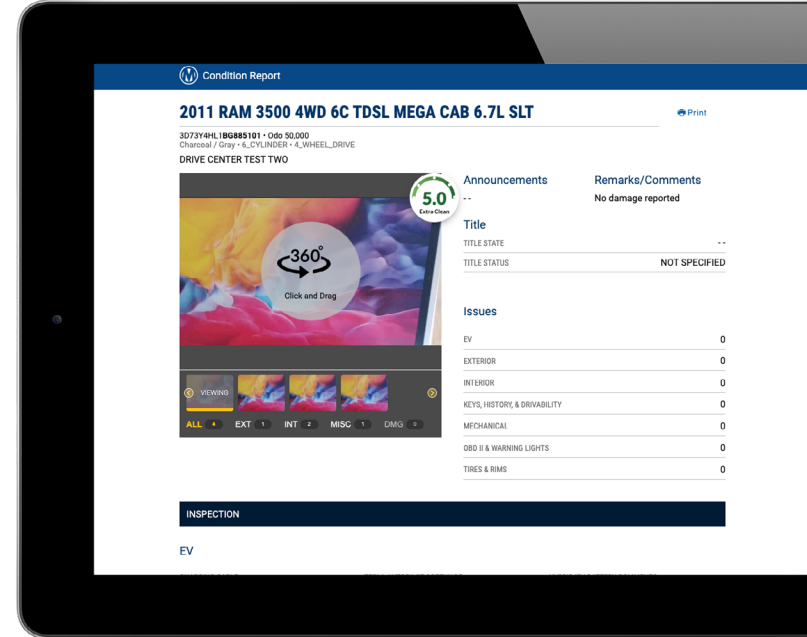 Condition Report
2011 RAM 3500 4WD 6C TDSL MEGA CAB 6.7L SLT
Print
3D73Y4HL1BG885101 • Odo 50,000
Charcoal / Gray • 6_CYLINDER • 4_WHEEL_DRIVE
DRIVE CENTER TEST TWO
5.0
Extra Clean
360°
Click and Drag
VIEWING
ALL 4 EXT 1 INT 2 MISC 1 DMG 0
Announcements
- -
Remarks/Comments
No damage reported
Title
TITLE STATE - -
TITLE STATUS NOT SPECIFIED
Issues
EV 0
EXTERIOR 0
INTERIOR 0
KEYS, HISTORY, & DRIVABILITY 0
MECHANICAL 0
OBD II & WARNING LIGHTS 0
TIRES & RIMS 0
INSPECTION
EV